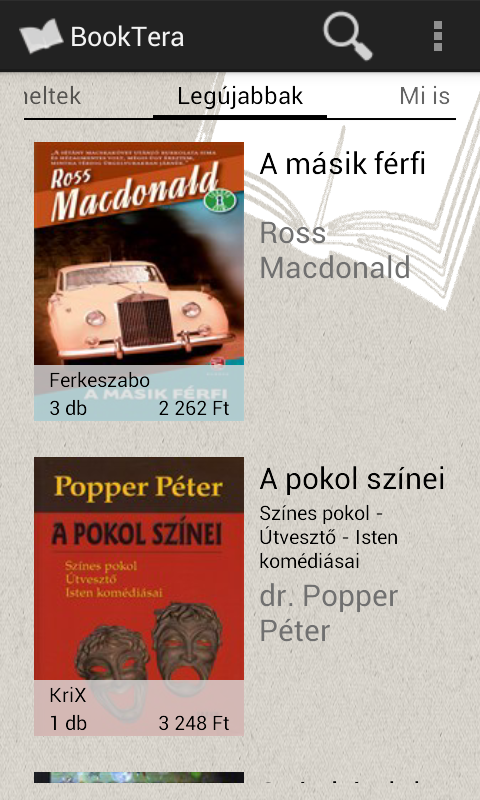 BookTera
eltek
Legújabbak
Mi is
Ross
Macdonald
A másik férfi
Ross
Macdonald
Ferkeszabo
A MÁSIK FÉRFI
3 db
2 262 Ft
Popper Péter
A POKOL SZÍNEI
Színes pokol
Útvesztő
Isten komédiásai
A pokol színei
Színes pokol -
Útvesztő - Isten
komédiásai
dr. Popper
Péter
KriX
1 db
3 248 Ft